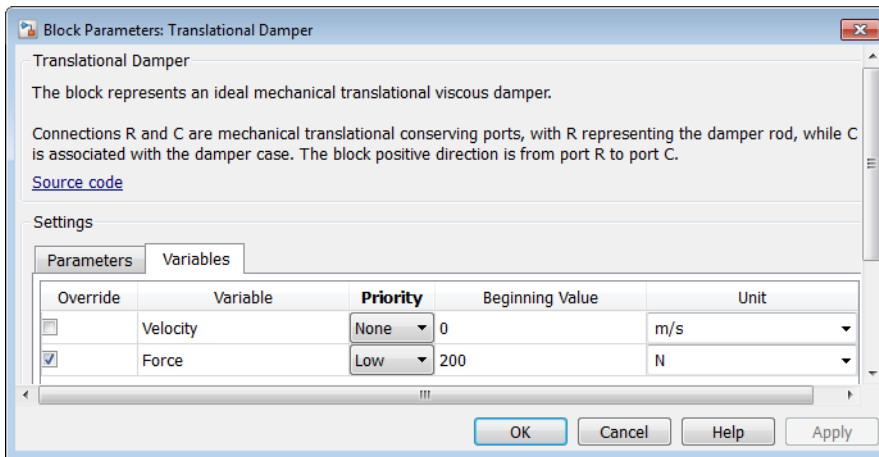 Block Parameters: Translational Damper
Translational Damper
The block represents an ideal mechanical translational viscous damper.
Connections R and C are mechanical translational conserving ports, with R representing the damper rod, while C
is associated with the damper case. The block positive direction is from port R to port C.
Source code
Settings
Parameters Variables
Override Variable Priority Beginning Value Unit
Velocity None 0 m/s
Force Low 200 N
OK Cancel Help Apply